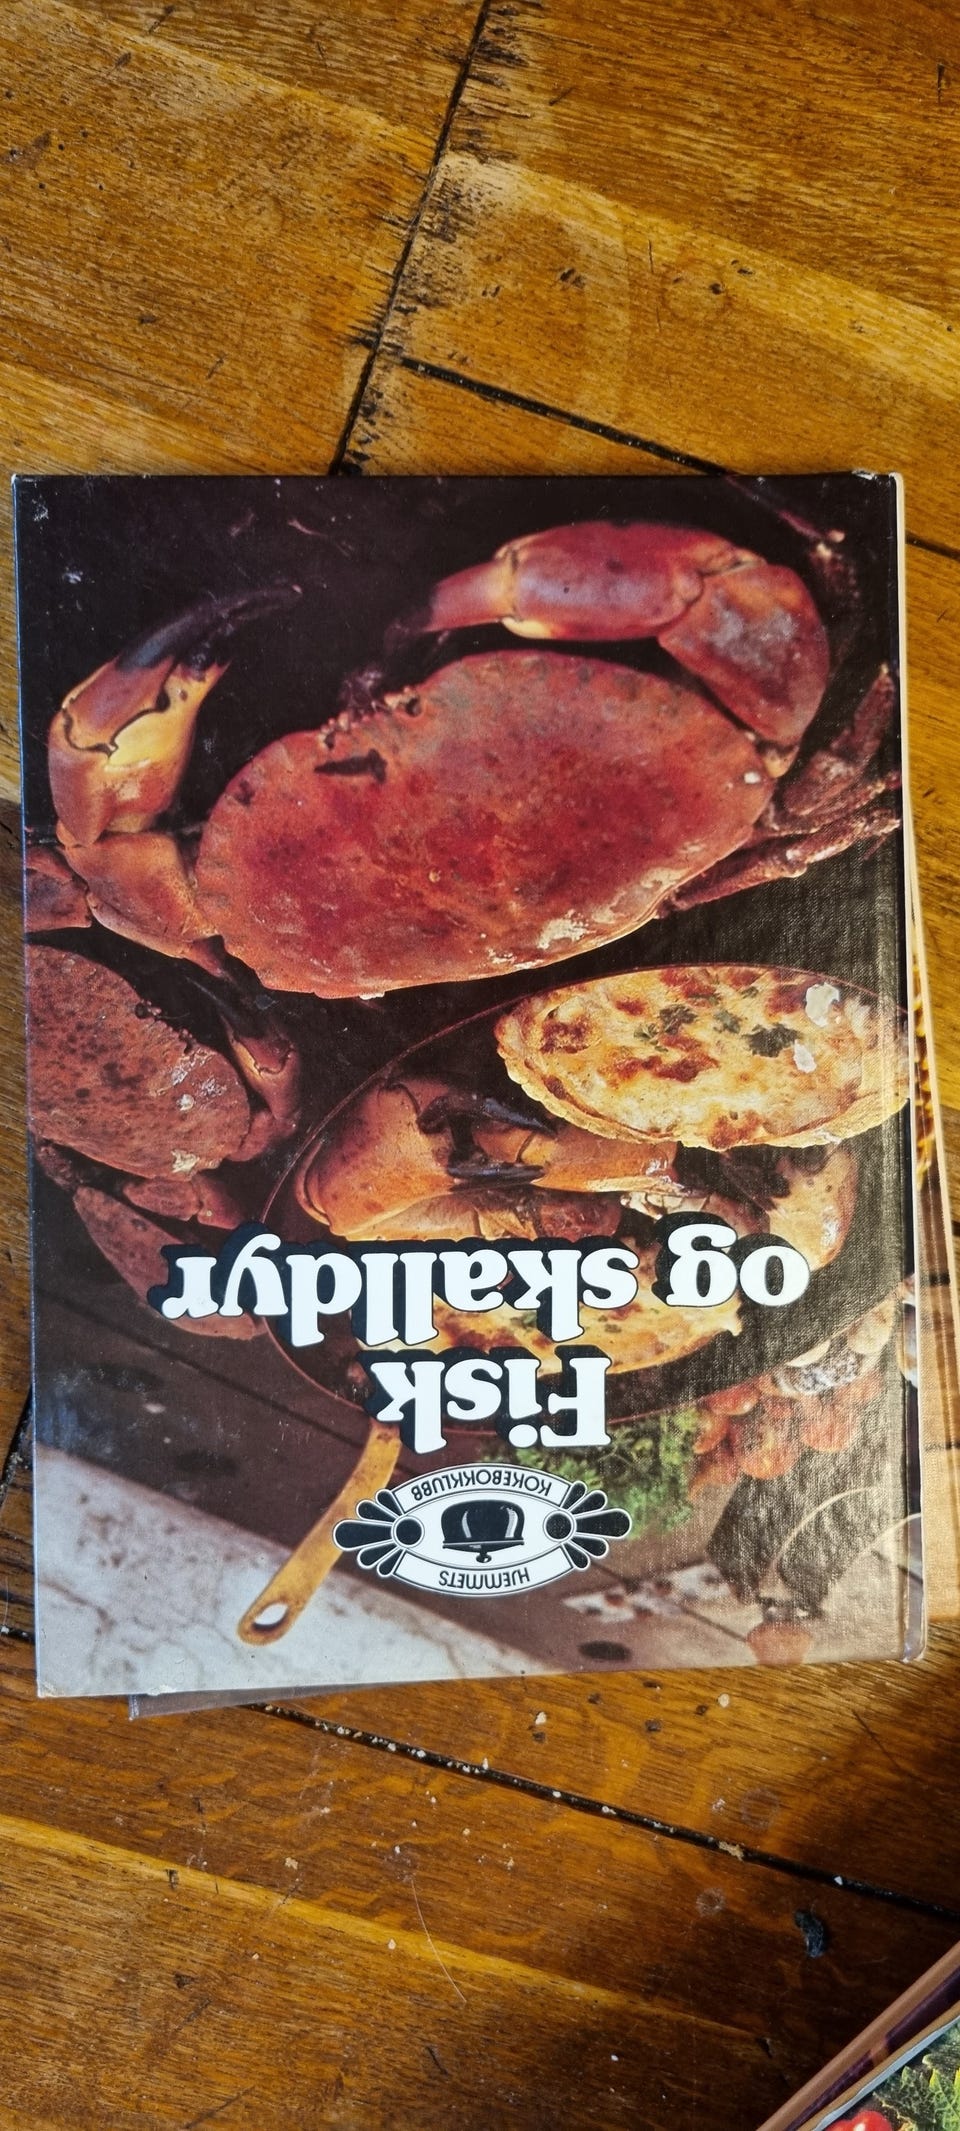 HJEMMETS
KOKEBOKKLUBB
Fisk
og skalldyr